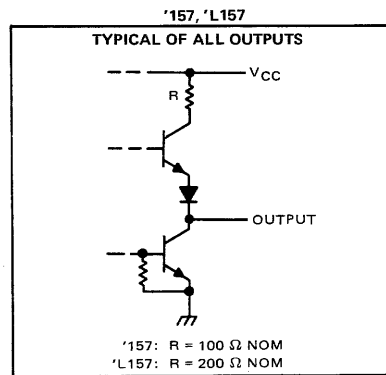 '157, 'L157
TYPICAL OF ALL OUTPUTS
VCC
R
OUTPUT
'157: R = 100 Ω NOM
'L157: R = 200 Ω NOM